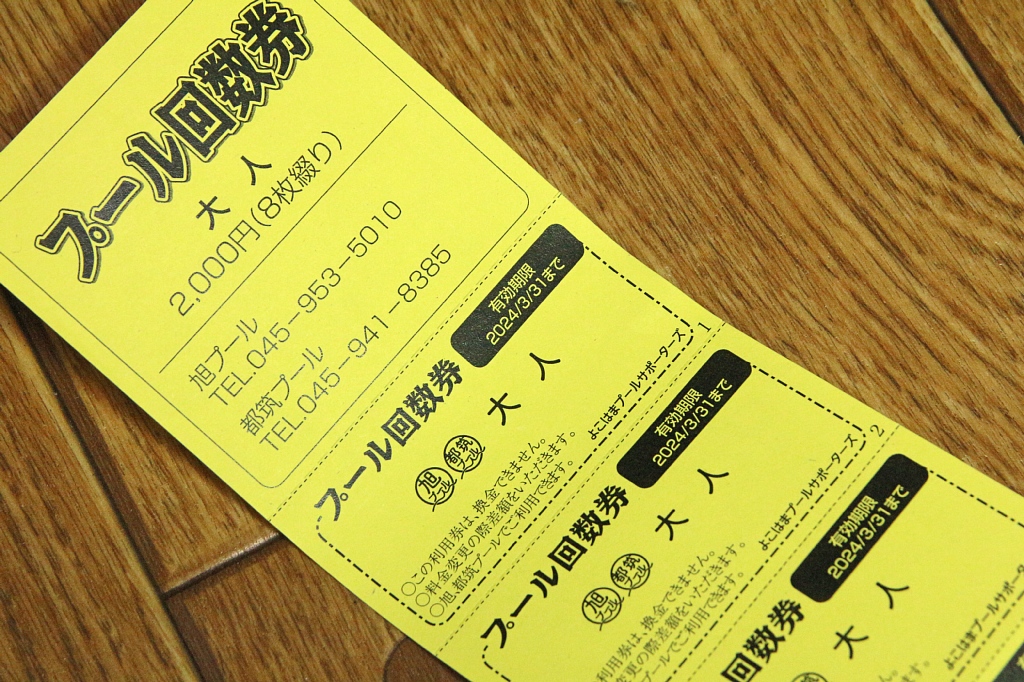 プール回数券
大人
2,000円(8枚綴り)
旭プール
TEL.045-953-5010
都筑プール
TEL.045-941-8385
プール回数券
有効期限
2024/3/31まで
旭プール 都筑プール
大人
○この利用券は、換金できません。
○料金変更の際差額をいただきます。
○旭、都筑プールでご利用できます。
よこはまプールサポーターズ
1
プール回数券
有効期限
2024/3/31まで
旭プール 都筑プール
大人
利用券は、換金できません。
変更の際差額をいただきます。
プールでご利用できます。
よこはまプールサポーターズ
2
回数券
有効期限
2024/3/31まで
大人
よこはまプールサポータ